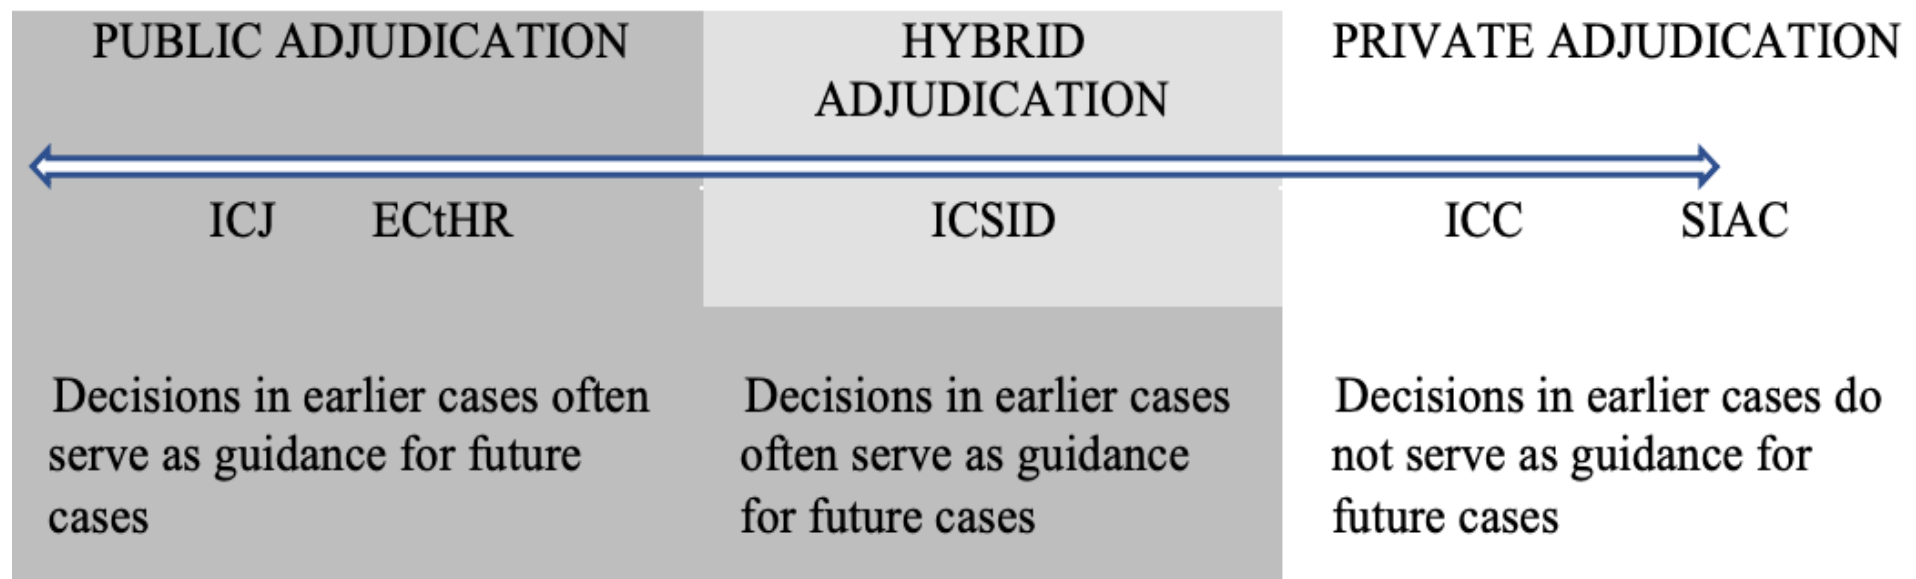 PUBLIC ADJUDICATION
HYBRID
ADJUDICATION
PRIVATE ADJUDICATION
ICJ
ECtHR
ICSID
ICC
SIAC
Decisions in earlier cases often
serve as guidance for future
cases
Decisions in earlier cases
often serve as guidance
for future cases
Decisions in earlier cases do
not serve as guidance for
future cases